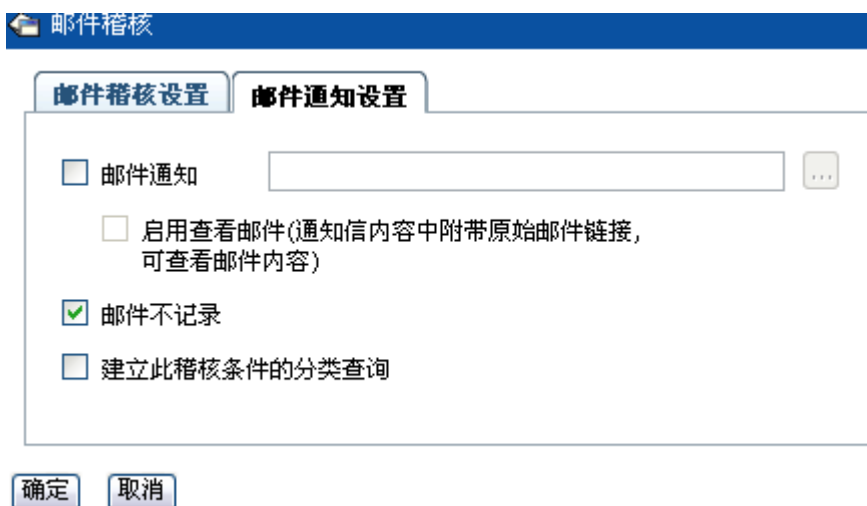 邮件稽核
邮件稽核设置 邮件通知设置
邮件通知 ...
启用查看邮件(通知信内容中附带原始邮件链接,
可查看邮件内容)
邮件不记录
建立此稽核条件的分类查询
确定 取消